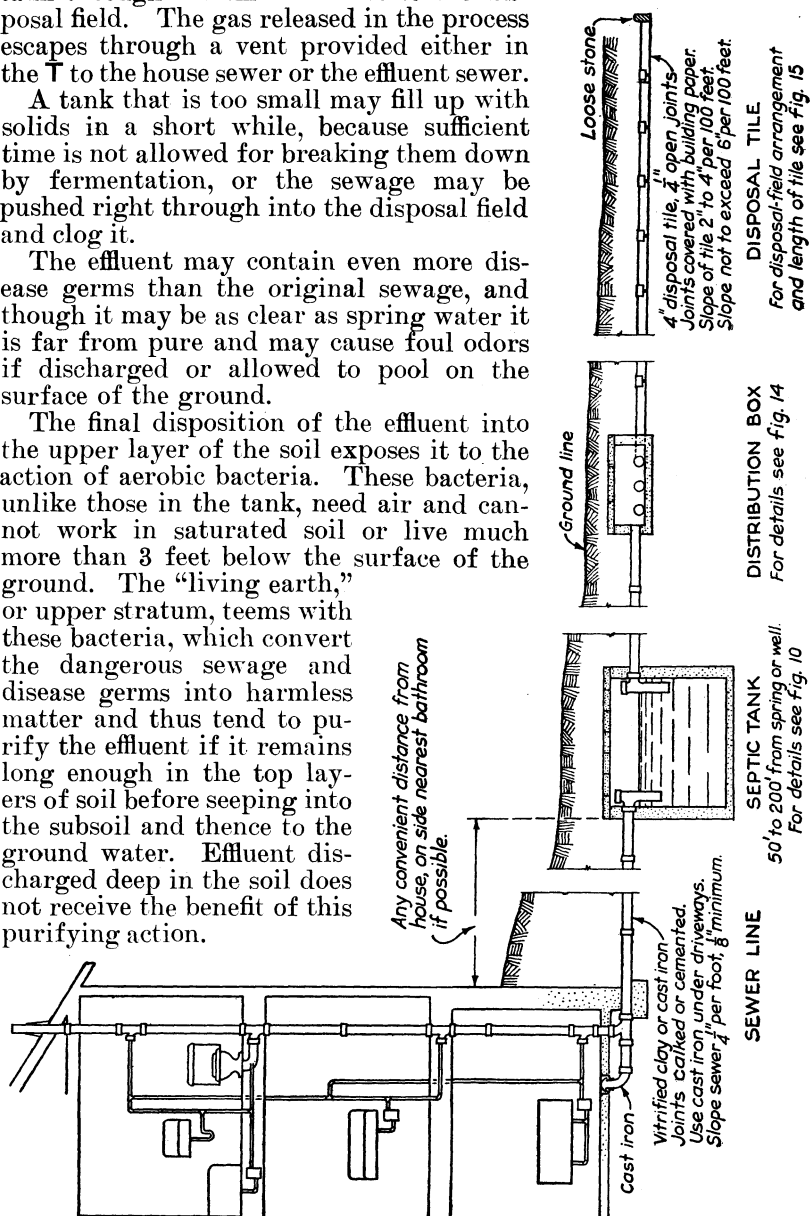 posal field. The gas released in the process
escapes through a vent provided either in
the T to the house sewer or the effluent sewer.
A tank that is too small may fill up with
solids in a short while, because sufficient
time is not allowed for breaking them down
by fermentation, or the sewage may be
pushed right through into the disposal field
and clog it.
The effluent may contain even more dis-
ease germs than the original sewage, and
though it may be as clear as spring water it
is far from pure and may cause foul odors
if discharged or allowed to pool on the
surface of the ground.
The final disposition of the effluent into
the upper layer of the soil exposes it to the
action of aerobic bacteria. These bacteria,
unlike those in the tank, need air and can-
not work in saturated soil or live much
more than 3 feet below the surface of the
ground. The “living earth,”
or upper stratum, teems with
these bacteria, which convert
the dangerous sewage and
disease germs into harmless
matter and thus tend to pu-
rify the effluent if it remains
long enough in the top lay-
ers of soil before seeping into
the subsoil and thence to the
ground water. Effluent dis-
charged deep in the soil does
not receive the benefit of this
purifying action.
Any convenient distance from
house, on side nearest bathroom
if possible.
Cast iron
Vitrified clay or cast iron
Joints calked or cemented.
Use cast iron under driveways.
Slope sewer ¼" per foot, ⅛" minimum.
SEWER LINE
SEPTIC TANK
50' to 200' from spring or well.
For details see fig. 10
Ground line
DISTRIBUTION BOX
For details see fig. 14
Loose stone
4" disposal tile, ¼" open joints
Joints covered with building paper.
Slope of tile 2" to 4" per 100 feet.
Slope not to exceed 6" per 100 feet.
DISPOSAL TILE
For disposal-field arrangement
and length of tile see fig. 15